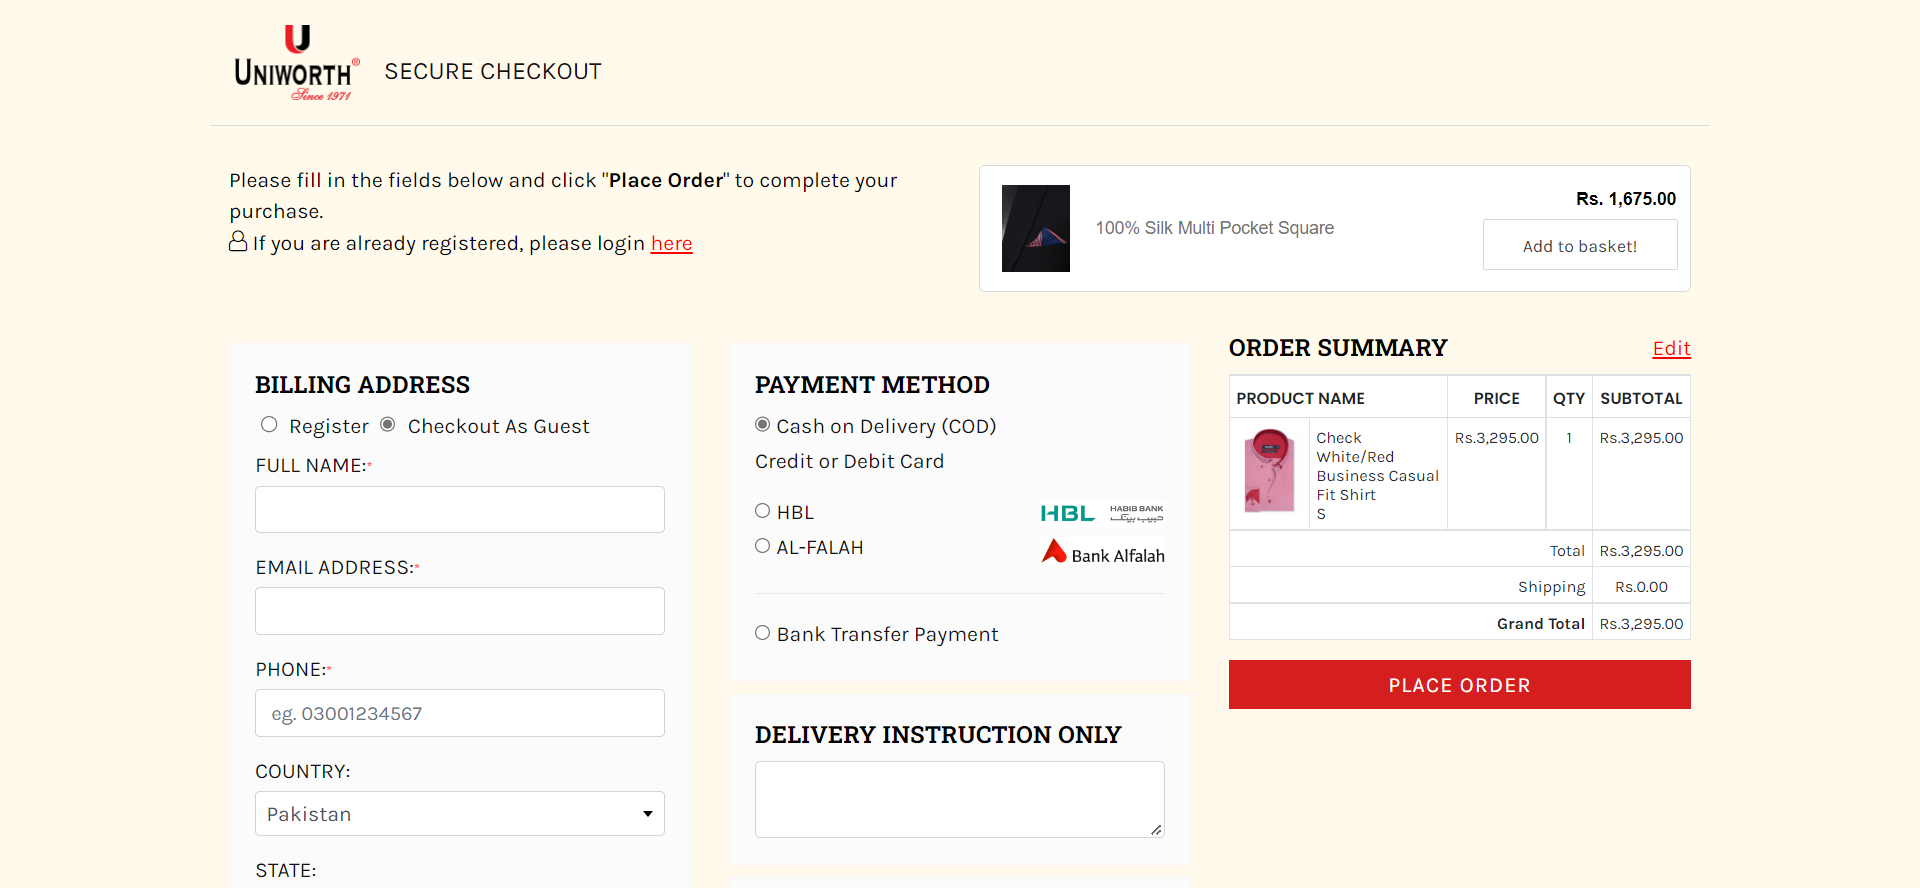 U
UNIWORTH®
Since 1971
SECURE CHECKOUT
Please fill in the fields below and click "Place Order" to complete your
purchase.
If you are already registered, please login here
100% Silk Multi Pocket Square
Rs. 1,675.00
Add to basket!
BILLING ADDRESS
Register
Checkout As Guest
FULL NAME:*
EMAIL ADDRESS:*
PHONE:*
eg. 03001234567
COUNTRY:
Pakistan
STATE:
PAYMENT METHOD
Cash on Delivery (COD)
Credit or Debit Card
HBL
HBL HABIB BANK
حبیب بینک
AL-FALAH
Bank Alfalah
Bank Transfer Payment
DELIVERY INSTRUCTION ONLY
ORDER SUMMARY
Edit
PRODUCT NAME PRICE QTY SUBTOTAL
Check
White/Red
Business Casual
Fit Shirt
S
Rs.3,295.00
1
Rs.3,295.00
Total Rs.3,295.00
Shipping Rs.0.00
Grand Total Rs.3,295.00
PLACE ORDER